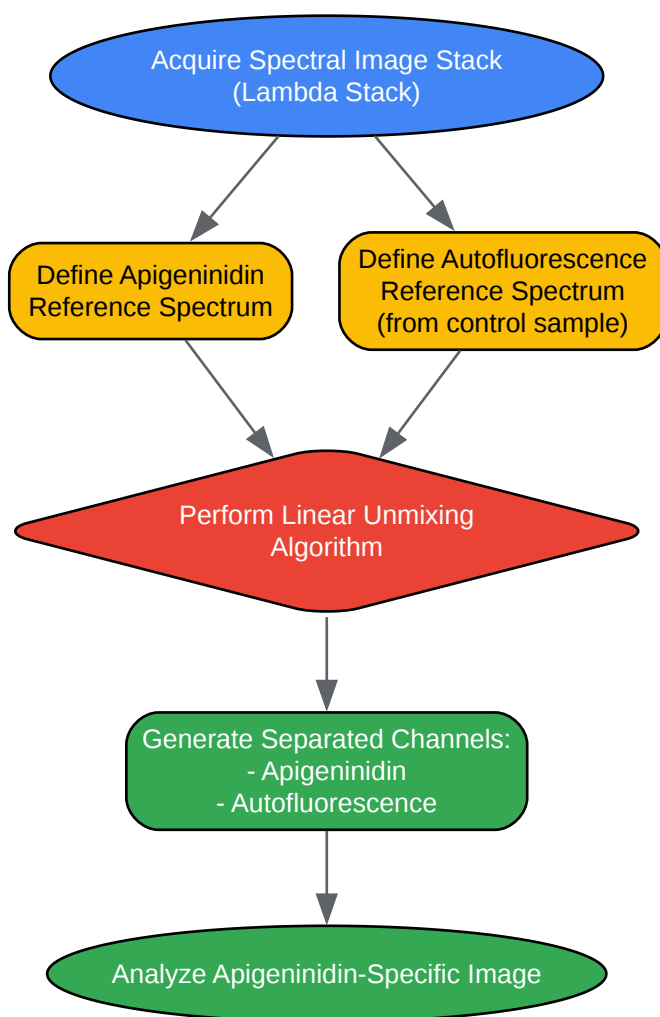 Acquire Spectral Image Stack
(Lambda Stack)
Define Apigeninidin
Reference Spectrum
Define Autofluorescence
Reference Spectrum
(from control sample)
Perform Linear Unmixing
Algorithm
Generate Separated Channels:
- Apigeninidin
- Autofluorescence
Analyze Apigeninidin-Specific Image